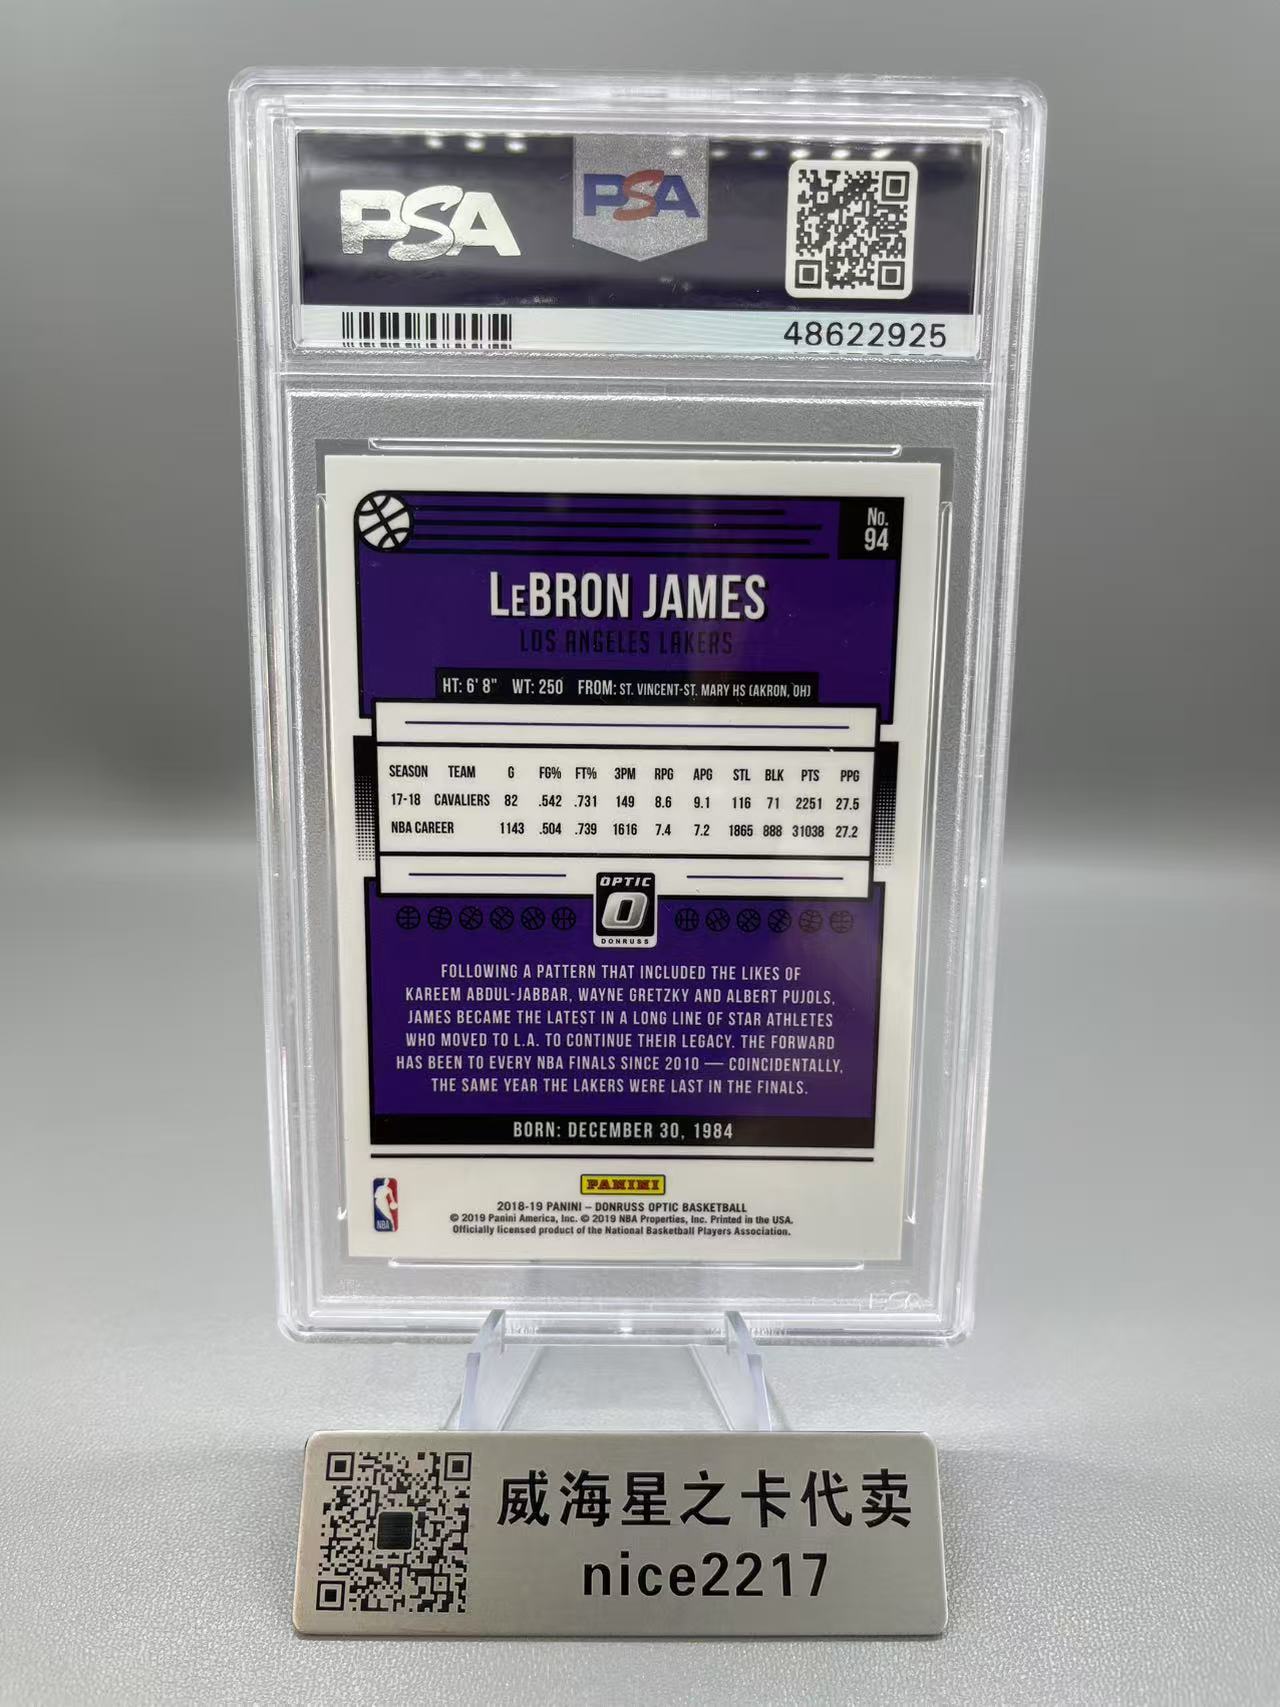 PSA
PSA
48622925
No.
94
LeBRON JAMES
LOS ANGELES LAKERS
HT: 6' 8" WT: 250 FROM: ST. VINCENT-ST. MARY HS (AKRON, OH)
SEASON TEAM G FG% FT% 3PM RPG APG STL BLK PTS PPG
17-18 CAVALIERS 82 .542 .731 149 8.6 9.1 116 71 2251 27.5
NBA CAREER 1143 .504 .739 1616 7.4 7.2 1865 888 31038 27.2
OPTIC
O
DONRUSS
FOLLOWING A PATTERN THAT INCLUDED THE LIKES OF
KAREEM ABDUL-JABBAR, WAYNE GRETZKY AND ALBERT PUJOLS,
JAMES BECAME THE LATEST IN A LONG LINE OF STAR ATHLETES
WHO MOVED TO L.A. TO CONTINUE THEIR LEGACY. THE FORWARD
HAS BEEN TO EVERY NBA FINALS SINCE 2010 — COINCIDENTALLY,
THE SAME YEAR THE LAKERS WERE LAST IN THE FINALS.
BORN: DECEMBER 30, 1984
PANINI
NBA
2018-19 PANINI – DONRUSS OPTIC BASKETBALL
© 2019 Panini America, Inc. © 2019 NBA Properties, Inc. Printed in the USA.
Officially licensed product of the National Basketball Players Association.
PSA
威海星之卡代卖
nice2217